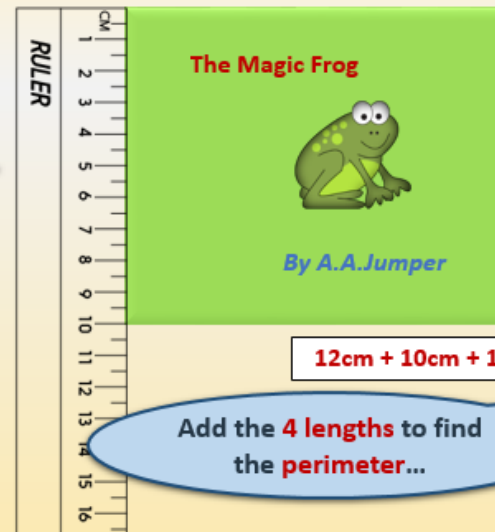 CM
RULER
1
2
3
4
5
6
7
8
9
10
11
12
13
14
15
16
The Magic Frog
By A.A.Jumper
12cm + 10cm + 1
Add the 4 lengths to find
the perimeter...